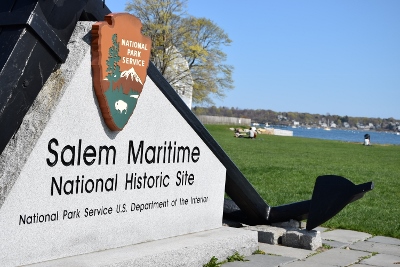 NATIONAL
PARK
SERVICE
Salem Maritime
National Historic Site
National Park Service U.S. Department of the Interior